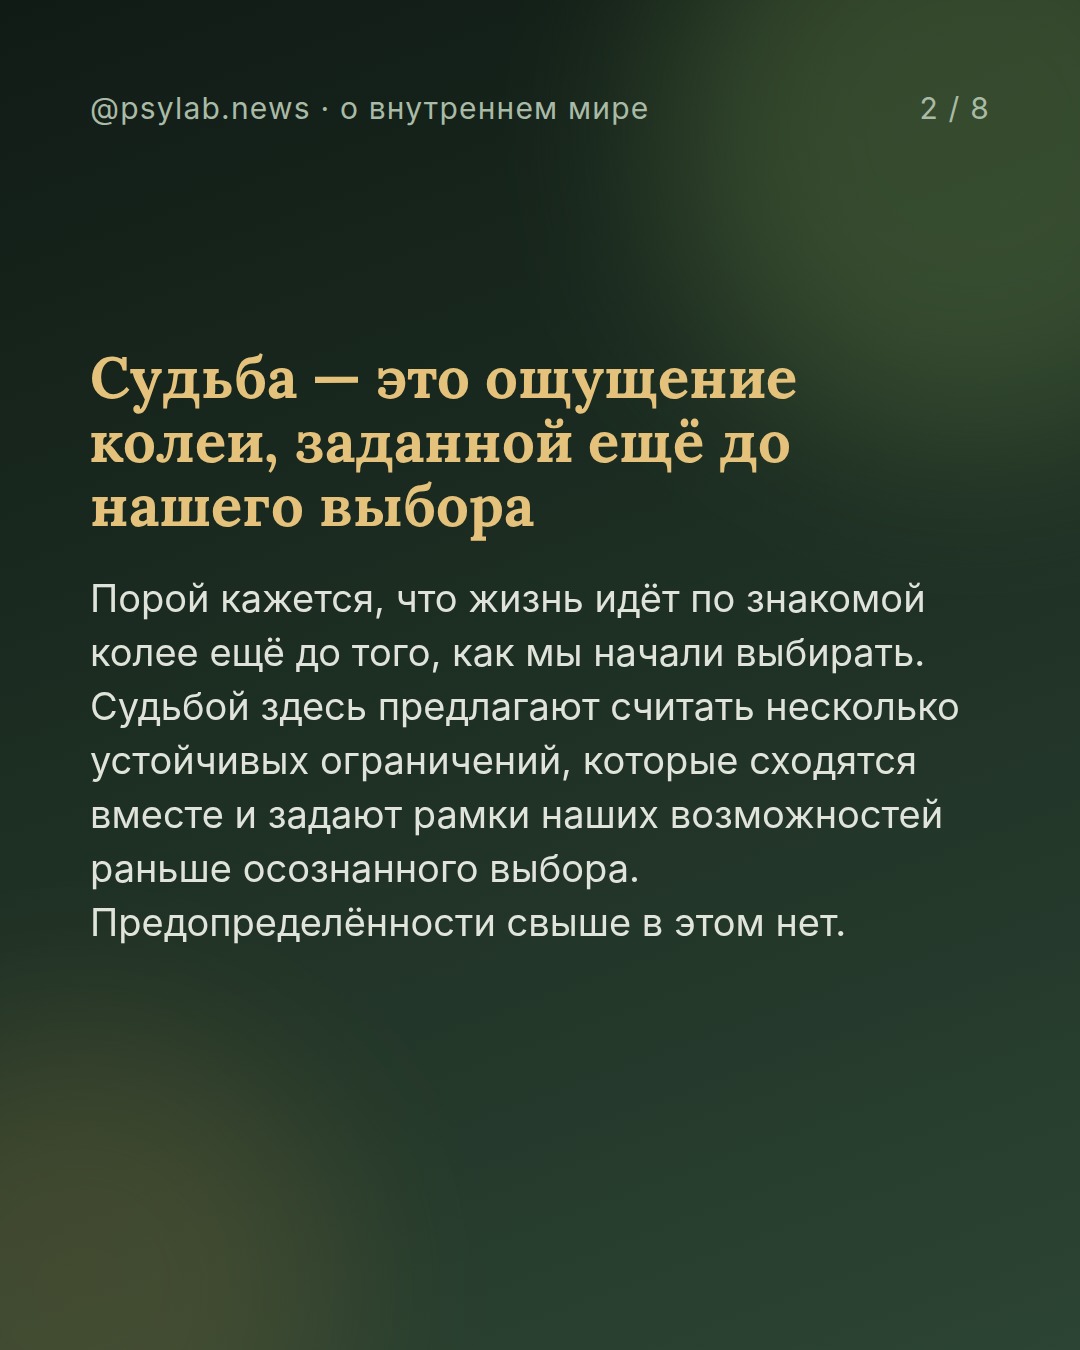 @psylab.news · о внутреннем мире 2 / 8
Судьба — это ощущение
колеи, заданной ещё до
нашего выбора
Порой кажется, что жизнь идёт по знакомой
колее ещё до того, как мы начали выбирать.
Судьбой здесь предлагают считать несколько
устойчивых ограничений, которые сходятся
вместе и задают рамки наших возможностей
раньше осознанного выбора.
Предопределённости свыше в этом нет.